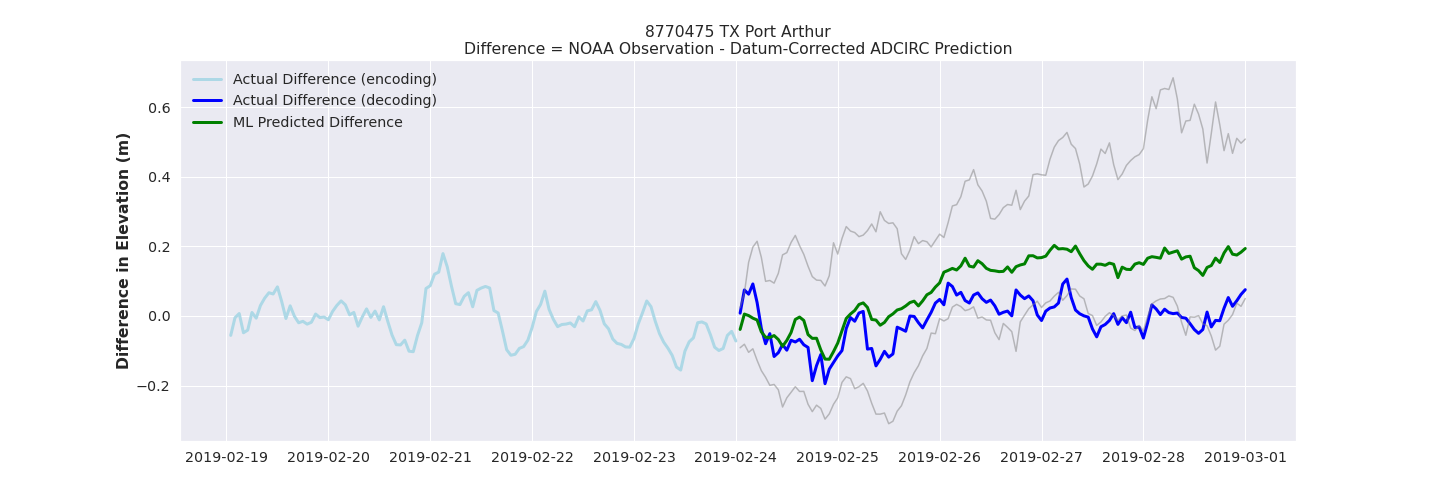 8770475 TX Port Arthur
Difference = NOAA Observation - Datum-Corrected ADCIRC Prediction
Actual Difference (encoding)
Actual Difference (decoding)
ML Predicted Difference
Difference in Elevation (m)
0.6
0.4
0.2
0.0
−0.2
2019-02-19 2019-02-20 2019-02-21 2019-02-22 2019-02-23 2019-02-24 2019-02-25 2019-02-26 2019-02-27 2019-02-28 2019-03-01